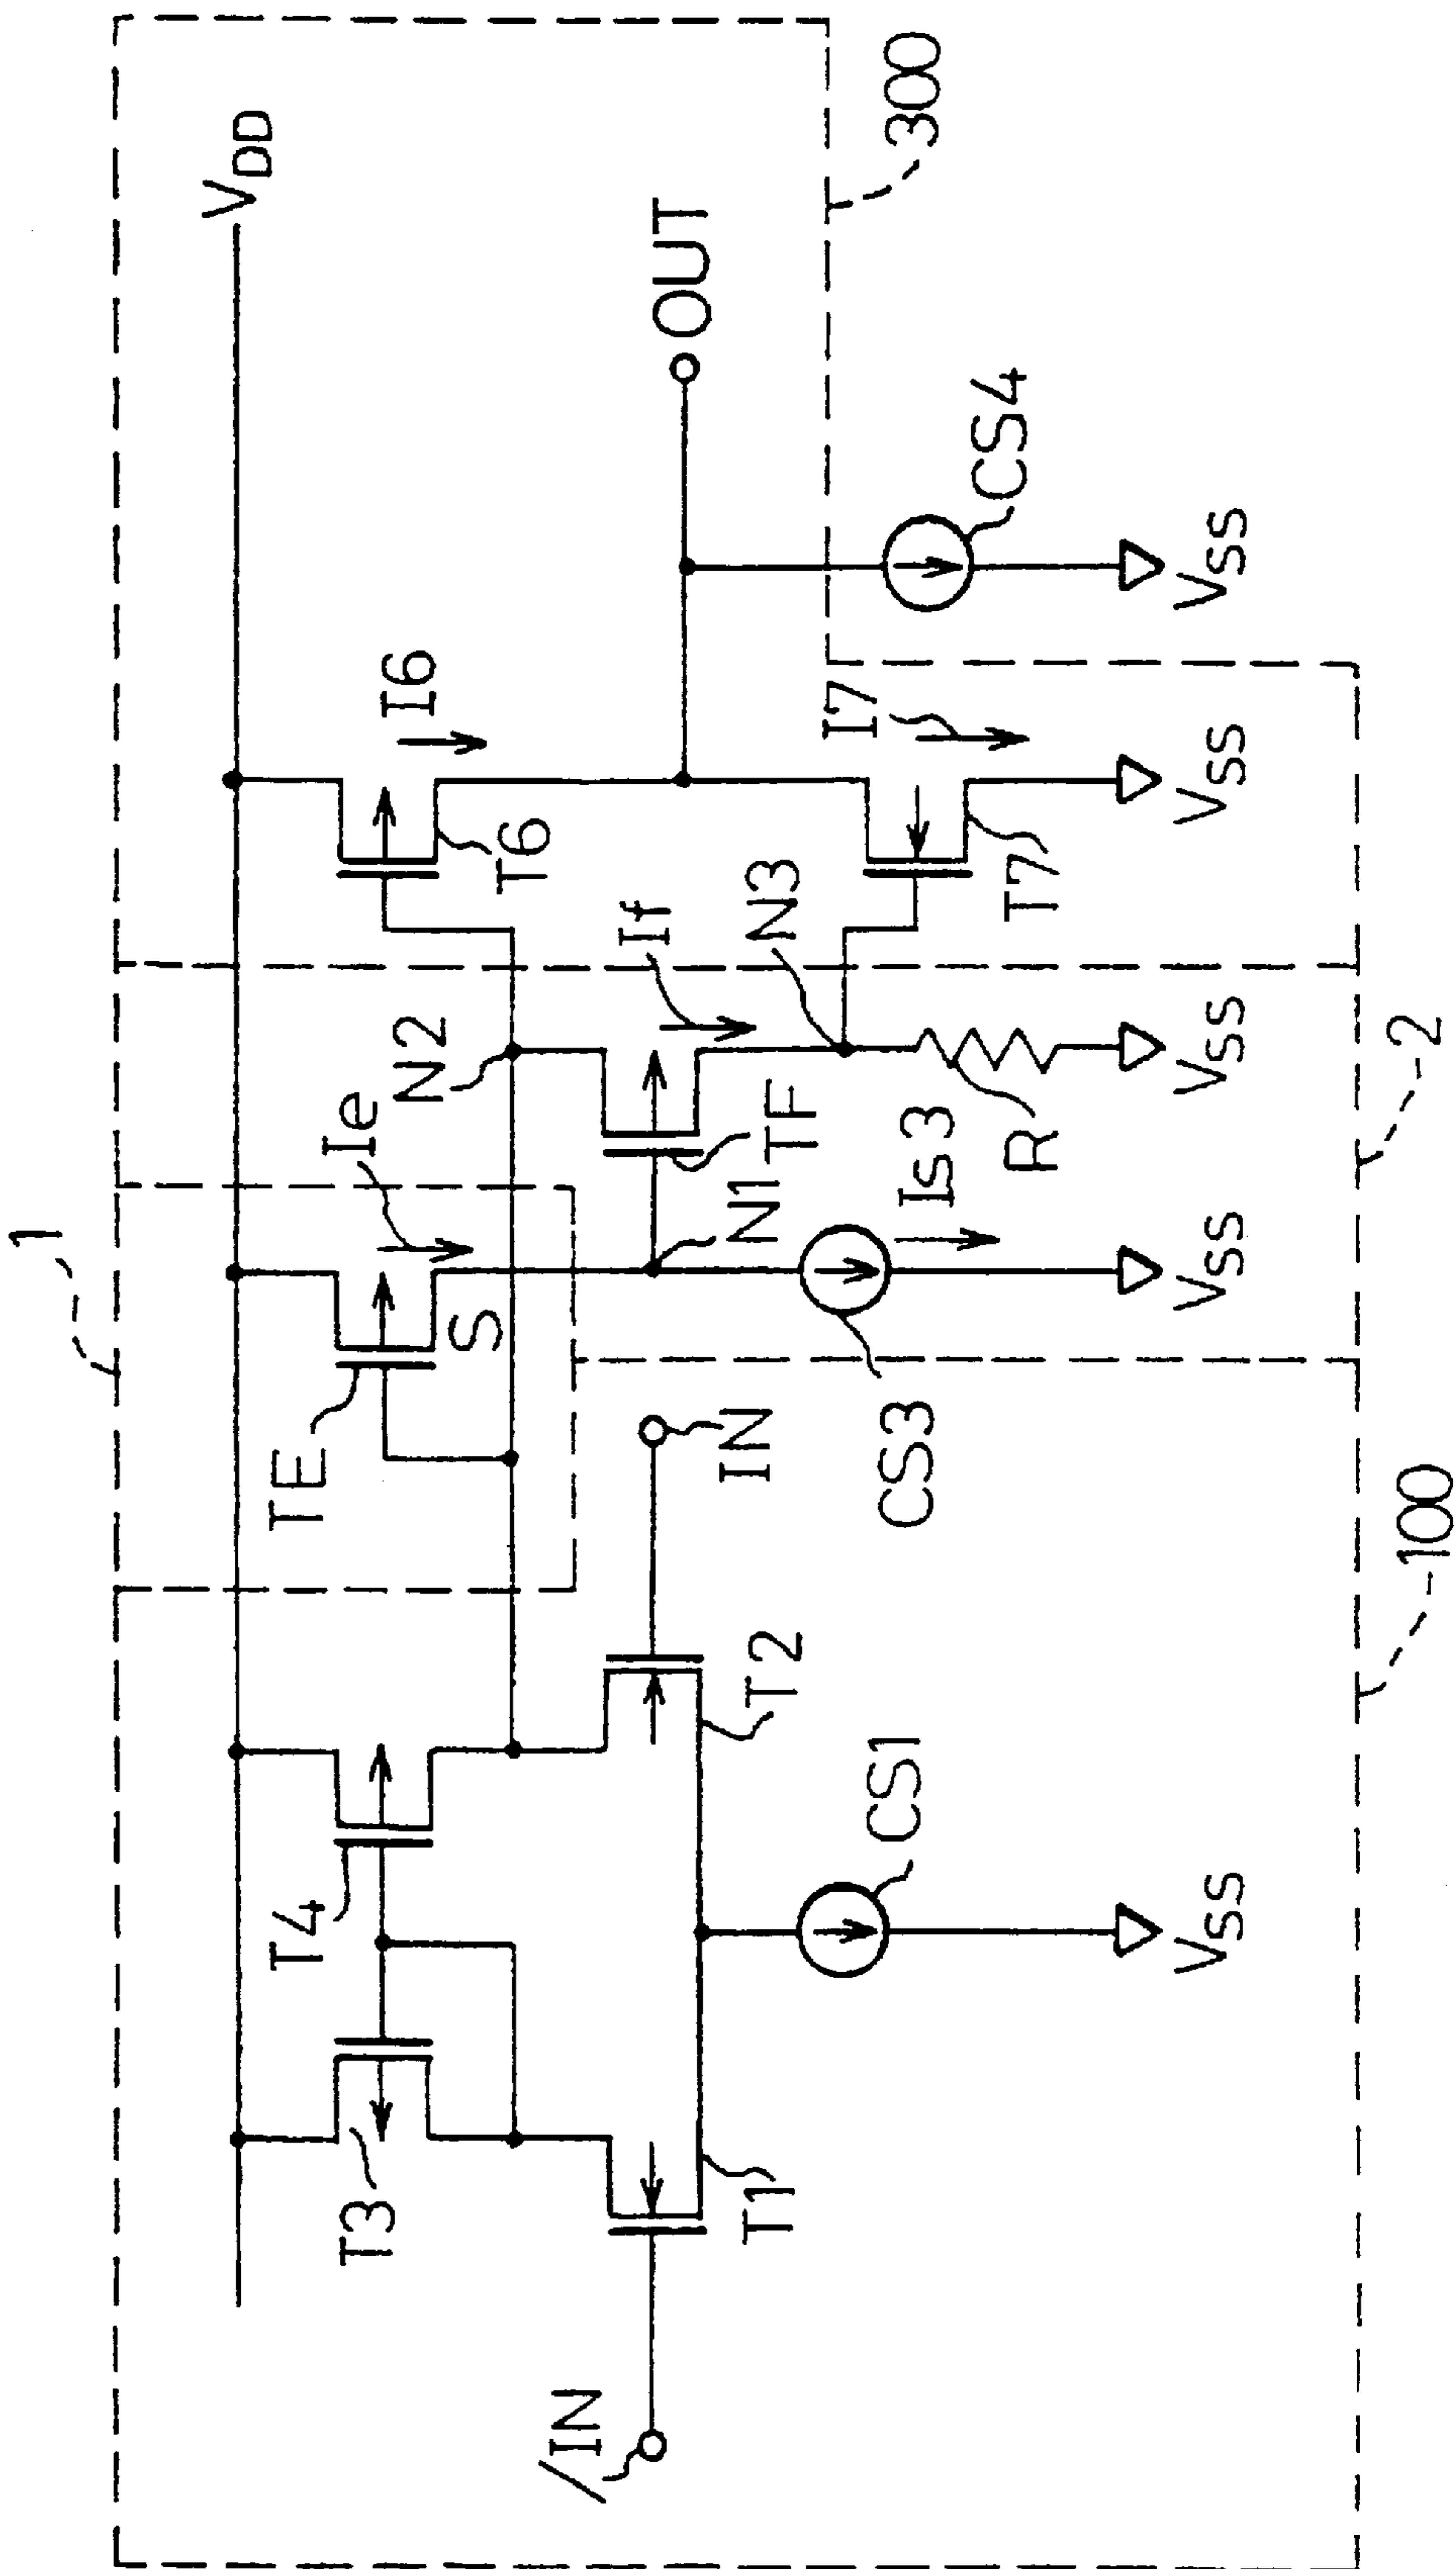 1
VDD
300
OUT
CS4
VSS
I6
T6
I7
T7
VSS
N2
If
N3
TF
R
VSS
2
Ie
TE
S
N1
Is3
CS3
VSS
IN
T2
T4
CS1
VSS
100
T3
T1
/IN